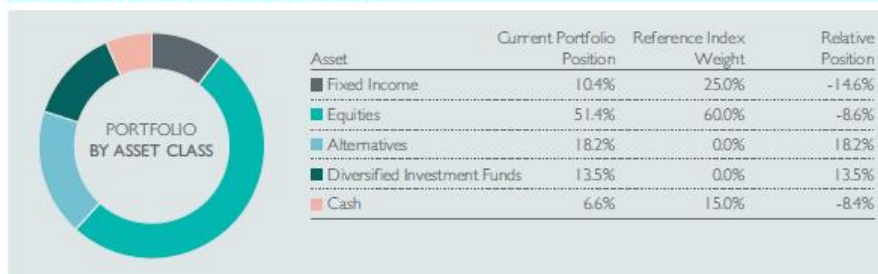 PORTFOLIO
BY ASSET CLASS
Current Portfolio Reference Index Relative
Asset Position Weight Position
Fixed Income 10.4% 25.0% -14.6%
Equities 51.4% 60.0% -8.6%
Alternatives 18.2% 0.0% 18.2%
Diversified Investment Funds 13.5% 0.0% 13.5%
Cash 6.6% 15.0% -8.4%